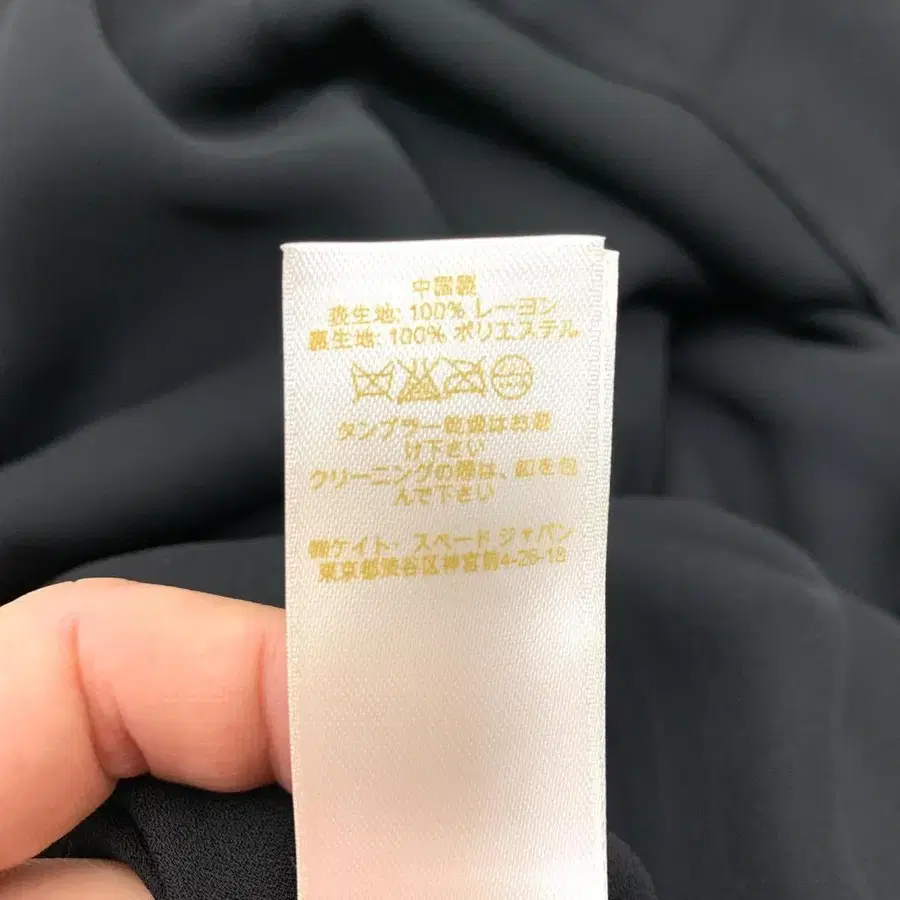 中国製
表生地: 100% レーヨン
裏生地: 100% ポリエステル
タンブラー乾燥はお避
け下さい
クリーニングの際は、釦を包
んで下さい
㈱ケイト・スペードジャパン
東京都渋谷区神宮前4-26-18